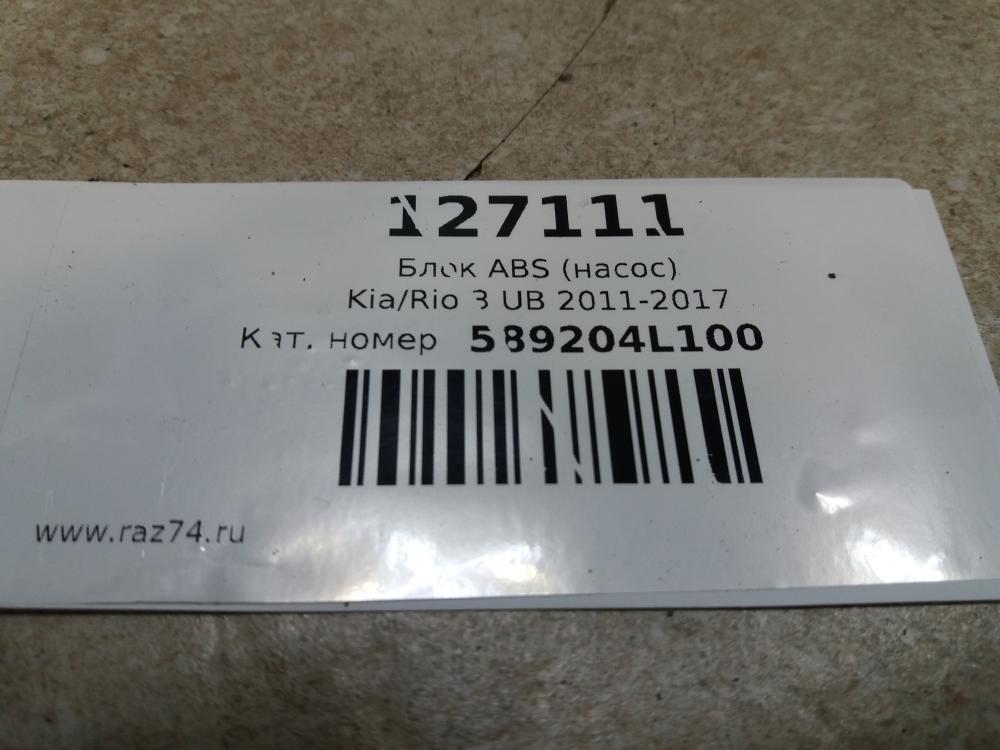 127111
Блок ABS (насос)
Kia/Rio 3 UB 2011-2017
Кат. номер 589204L100
www.raz74.ru